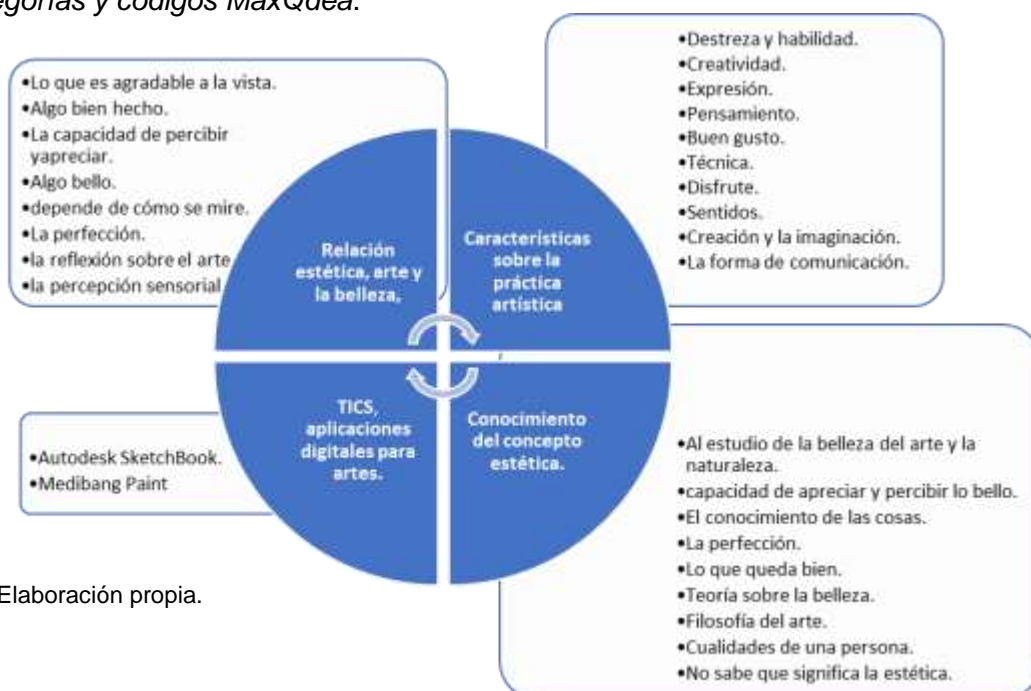 egorías y códigos MaxQdea.
•Lo que es agradable a la vista.
•Algo bien hecho.
•La capacidad de percibir
yapreciar.
•Algo bello.
•depende de cómo se mire.
•La perfección.
•la reflexión sobre el arte
•la percepción sensorial
•Destreza y habilidad.
•Creatividad.
•Expresión.
•Pensamiento.
•Buen gusto.
•Técnica.
•Disfrute.
•Sentidos.
•Creación y la imaginación.
•La forma de comunicación.
Relación
estética, arte y
la belleza,
Características
sobre la
práctica
artística
TICS,
aplicaciones
digitales para
artes.
Conocimiento
del concepto
estética.
•Autodesk SketchBook.
•Medibang Paint
•Al estudio de la belleza del arte y la
naturaleza.
•capacidad de apreciar y percibir lo bello.
•El conocimiento de las cosas.
•La perfección.
•Lo que queda bien.
•Teoría sobre la belleza.
•Filosofía del arte.
•Cualidades de una persona.
•No sabe que significa la estética.
Elaboración propia.